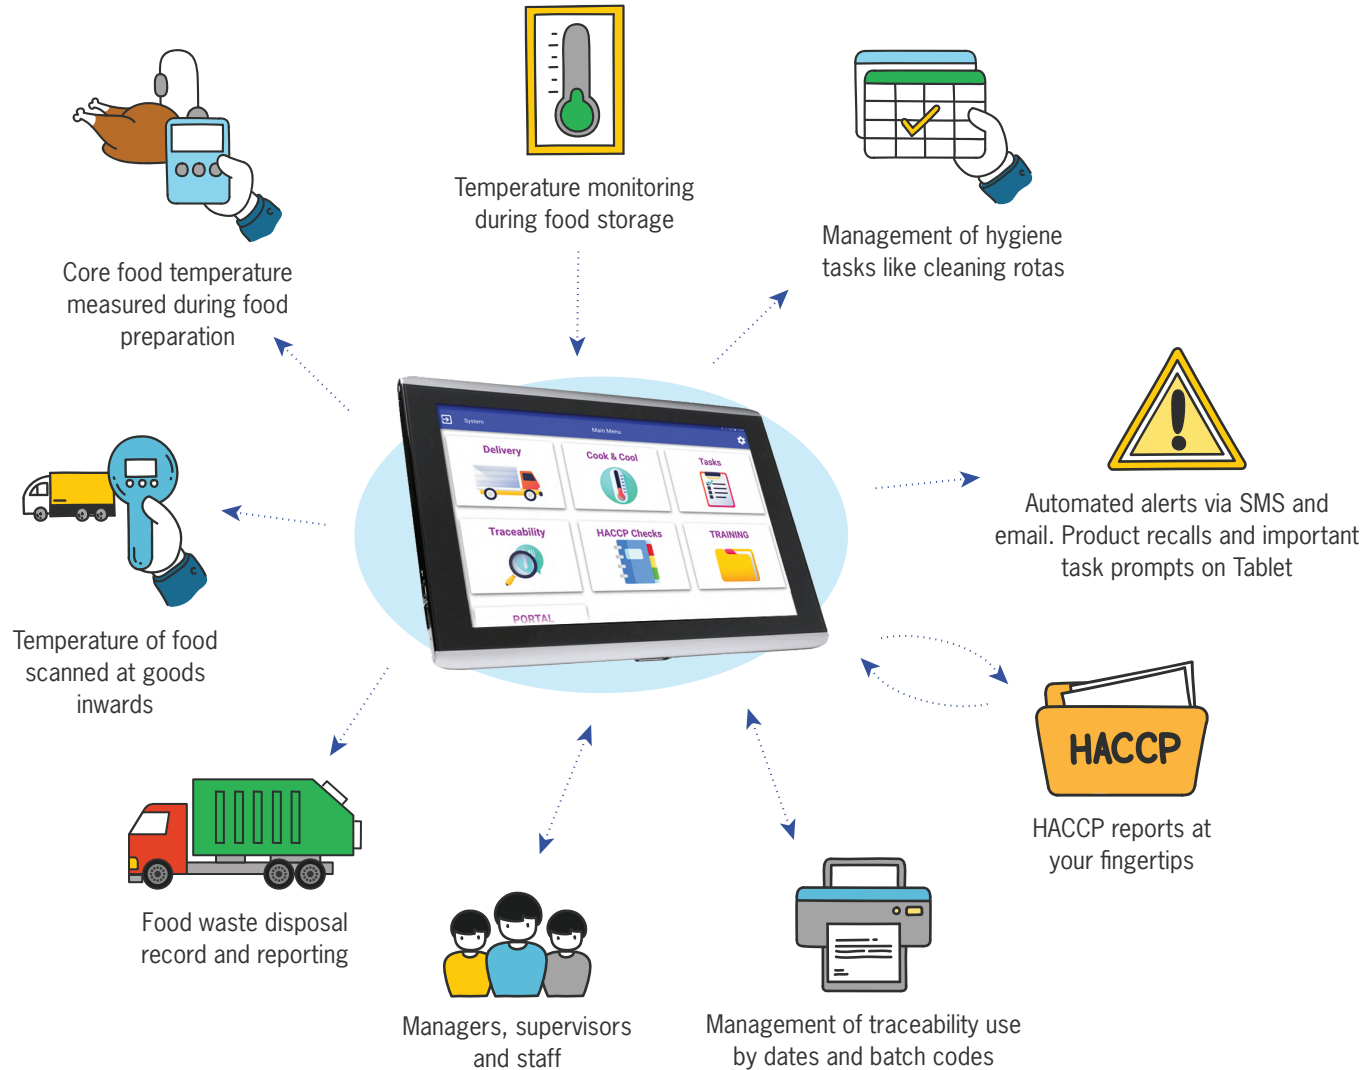 Temperature monitoring
during food storage
Management of hygiene
tasks like cleaning rotas
Core food temperature
measured during food
preparation
System
Main Menu
Delivery
Cook & Cool
Tasks
Traceability
HACCP Checks
TRAINING
PORTAL
Automated alerts via SMS and
email. Product recalls and important
task prompts on Tablet
Temperature of food
scanned at goods
inwards
HACCP
HACCP reports at
your fingertips
Food waste disposal
record and reporting
Managers, supervisors
and staff
Management of traceability use
by dates and batch codes